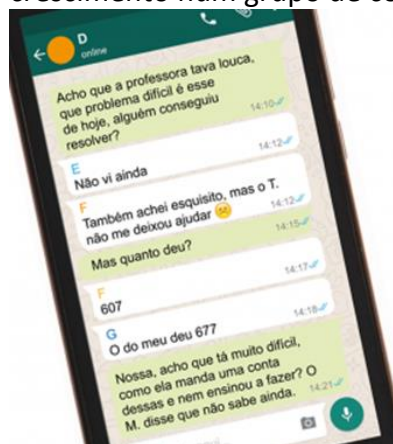 crescimento num grupo de
D
online
Acho que a professora tava louca,
que problema difícil é esse
de hoje, alguém conseguiu
resolver?
14:10
E
Não vi ainda
14:12
F
Também achei esquisito, mas o T.
não me deixou ajudar
14:12
Mas quanto deu?
14:15
F
607
14:17
G
O do meu deu 677
14:18
Nossa, acho que tá muito difícil,
como ela manda uma conta
dessas e nem ensinou a fazer? O
M. disse que não sabe ainda.
14:21